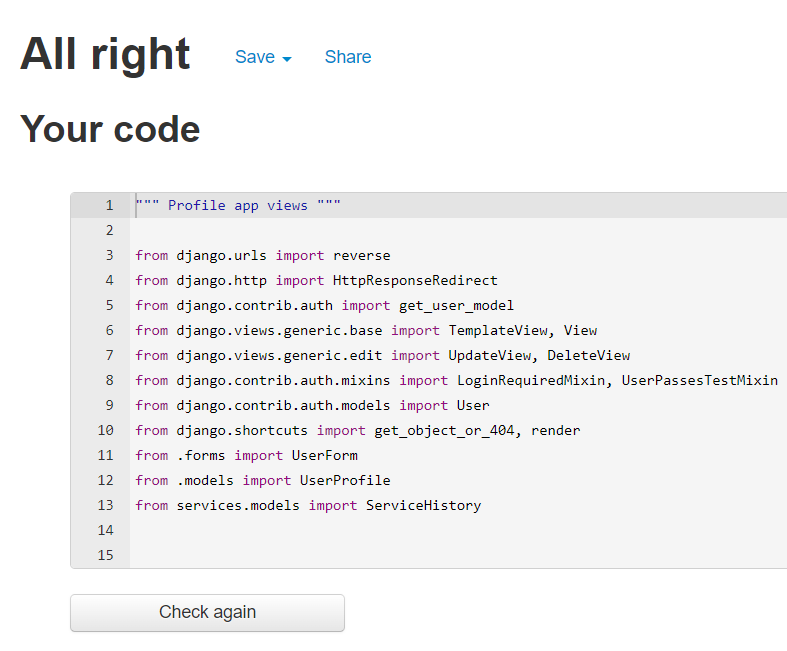 All right Save Share
Your code
1 """ Profile app views """
2
3 from django.urls import reverse
4 from django.http import HttpResponseRedirect
5 from django.contrib.auth import get_user_model
6 from django.views.generic.base import TemplateView, View
7 from django.views.generic.edit import UpdateView, DeleteView
8 from django.contrib.auth.mixins import LoginRequiredMixin, UserPassesTestMixin
9 from django.contrib.auth.models import User
10 from django.shortcuts import get_object_or_404, render
11 from .forms import UserForm
12 from .models import UserProfile
13 from services.models import ServiceHistory
14
15
Check again